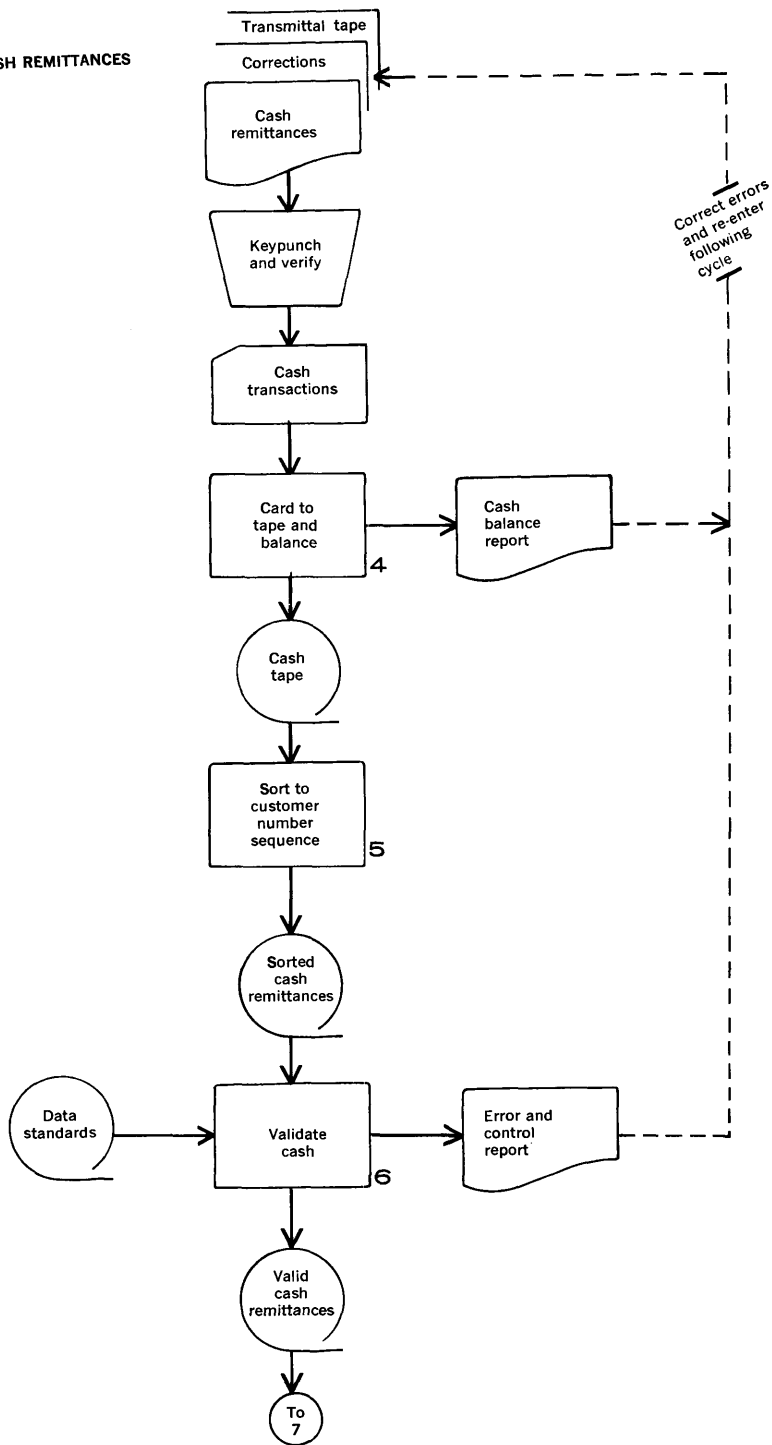 SH REMITTANCES
Transmittal tape
Corrections
Cash
remittances
Keypunch
and verify
Cash
transactions
Card to
tape and
balance
4
Cash
balance
report
Correct errors
and re-enter
following
cycle
Cash
tape
Sort to
customer
number
sequence
5
Sorted
cash
remittances
Data
standards
Validate
cash
6
Error and
control
report
Valid
cash
remittances
To
7